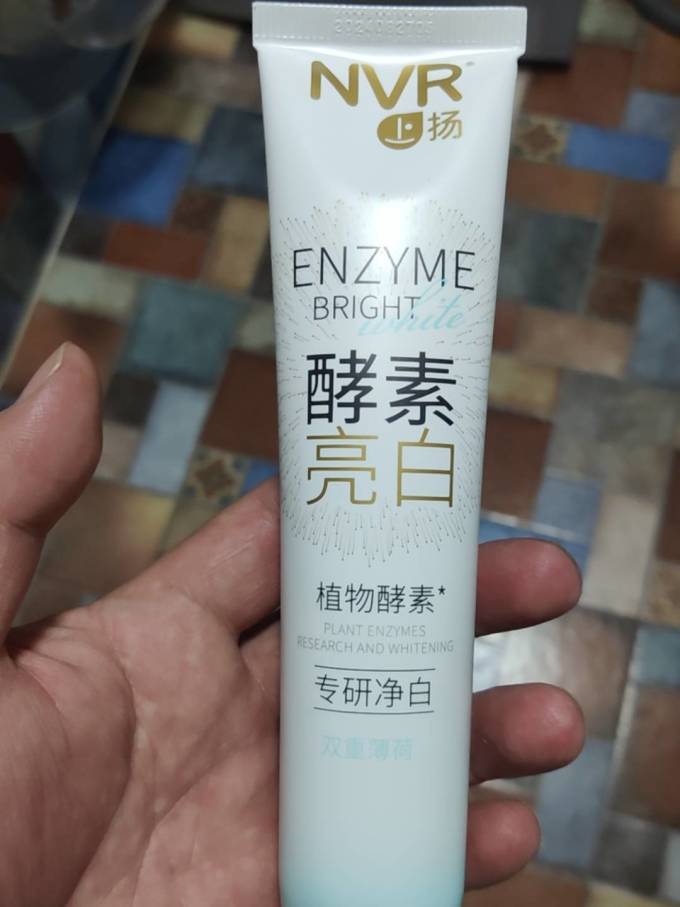 NVR
上扬
ENZYME
BRIGHT white
酵素
亮白
植物酵素*
PLANT ENZYMES
RESEARCH AND WHITENING
专研净白
双重薄荷